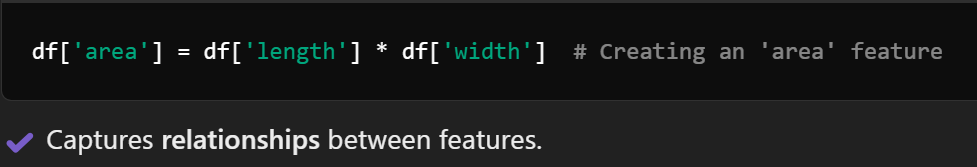 df['area'] = df['length'] * df['width']  # Creating an 'area' feature
Captures relationships between features.